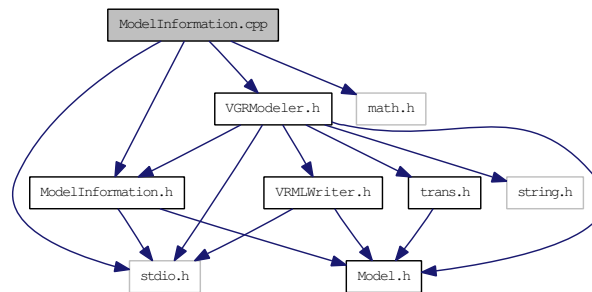 ModelInformation.cpp
VGRModeler.h
math.h
ModelInformation.h
VRMLWriter.h
trans.h
string.h
stdio.h
Model.h